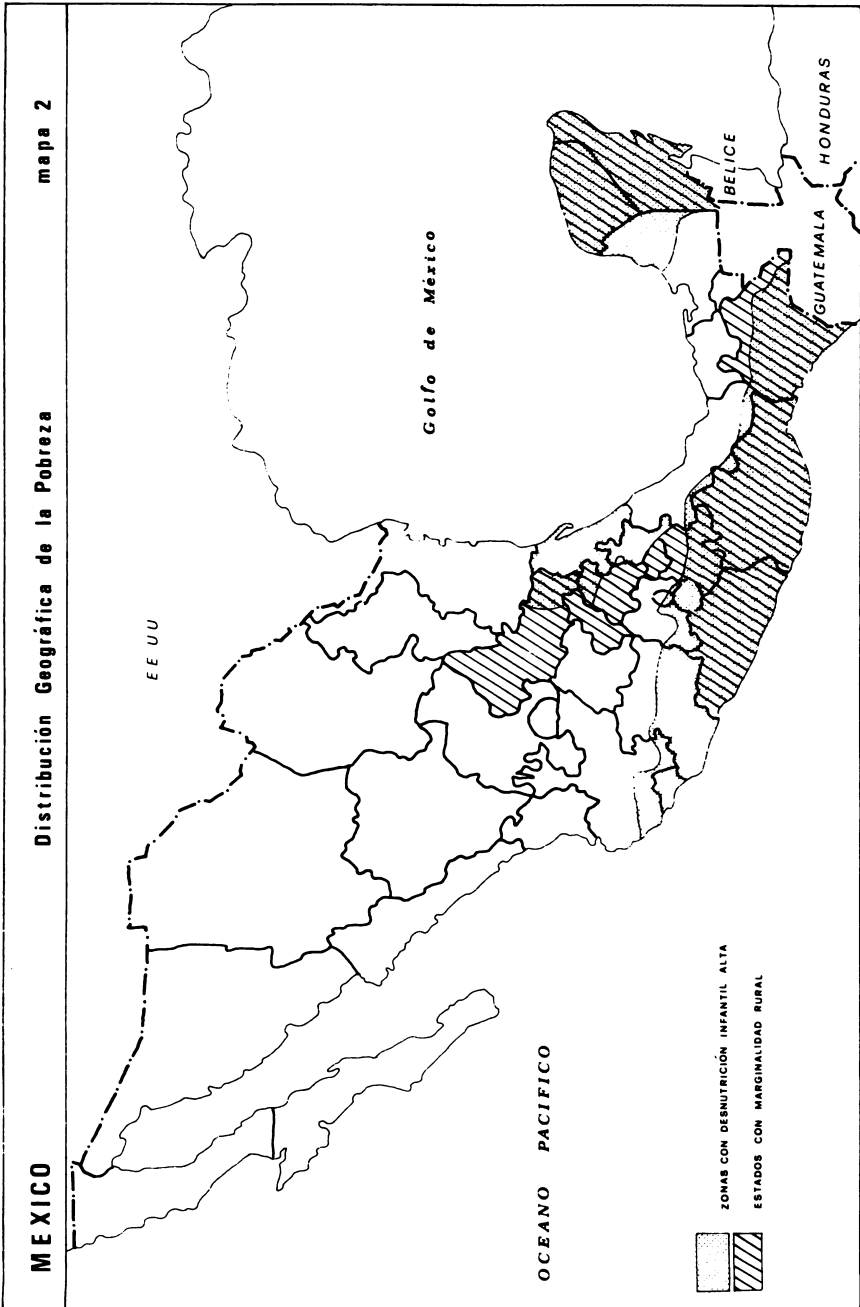 MEXICO
Distribución Geográfica de la Pobreza
mapa 2
EE UU
Golfo de México
OCEANO PACIFICO
BELICE
GUATEMALA
HONDURAS
ZONAS CON DESNUTRICIÓN INFANTIL ALTA
ESTADOS CON MARGINALIDAD RURAL